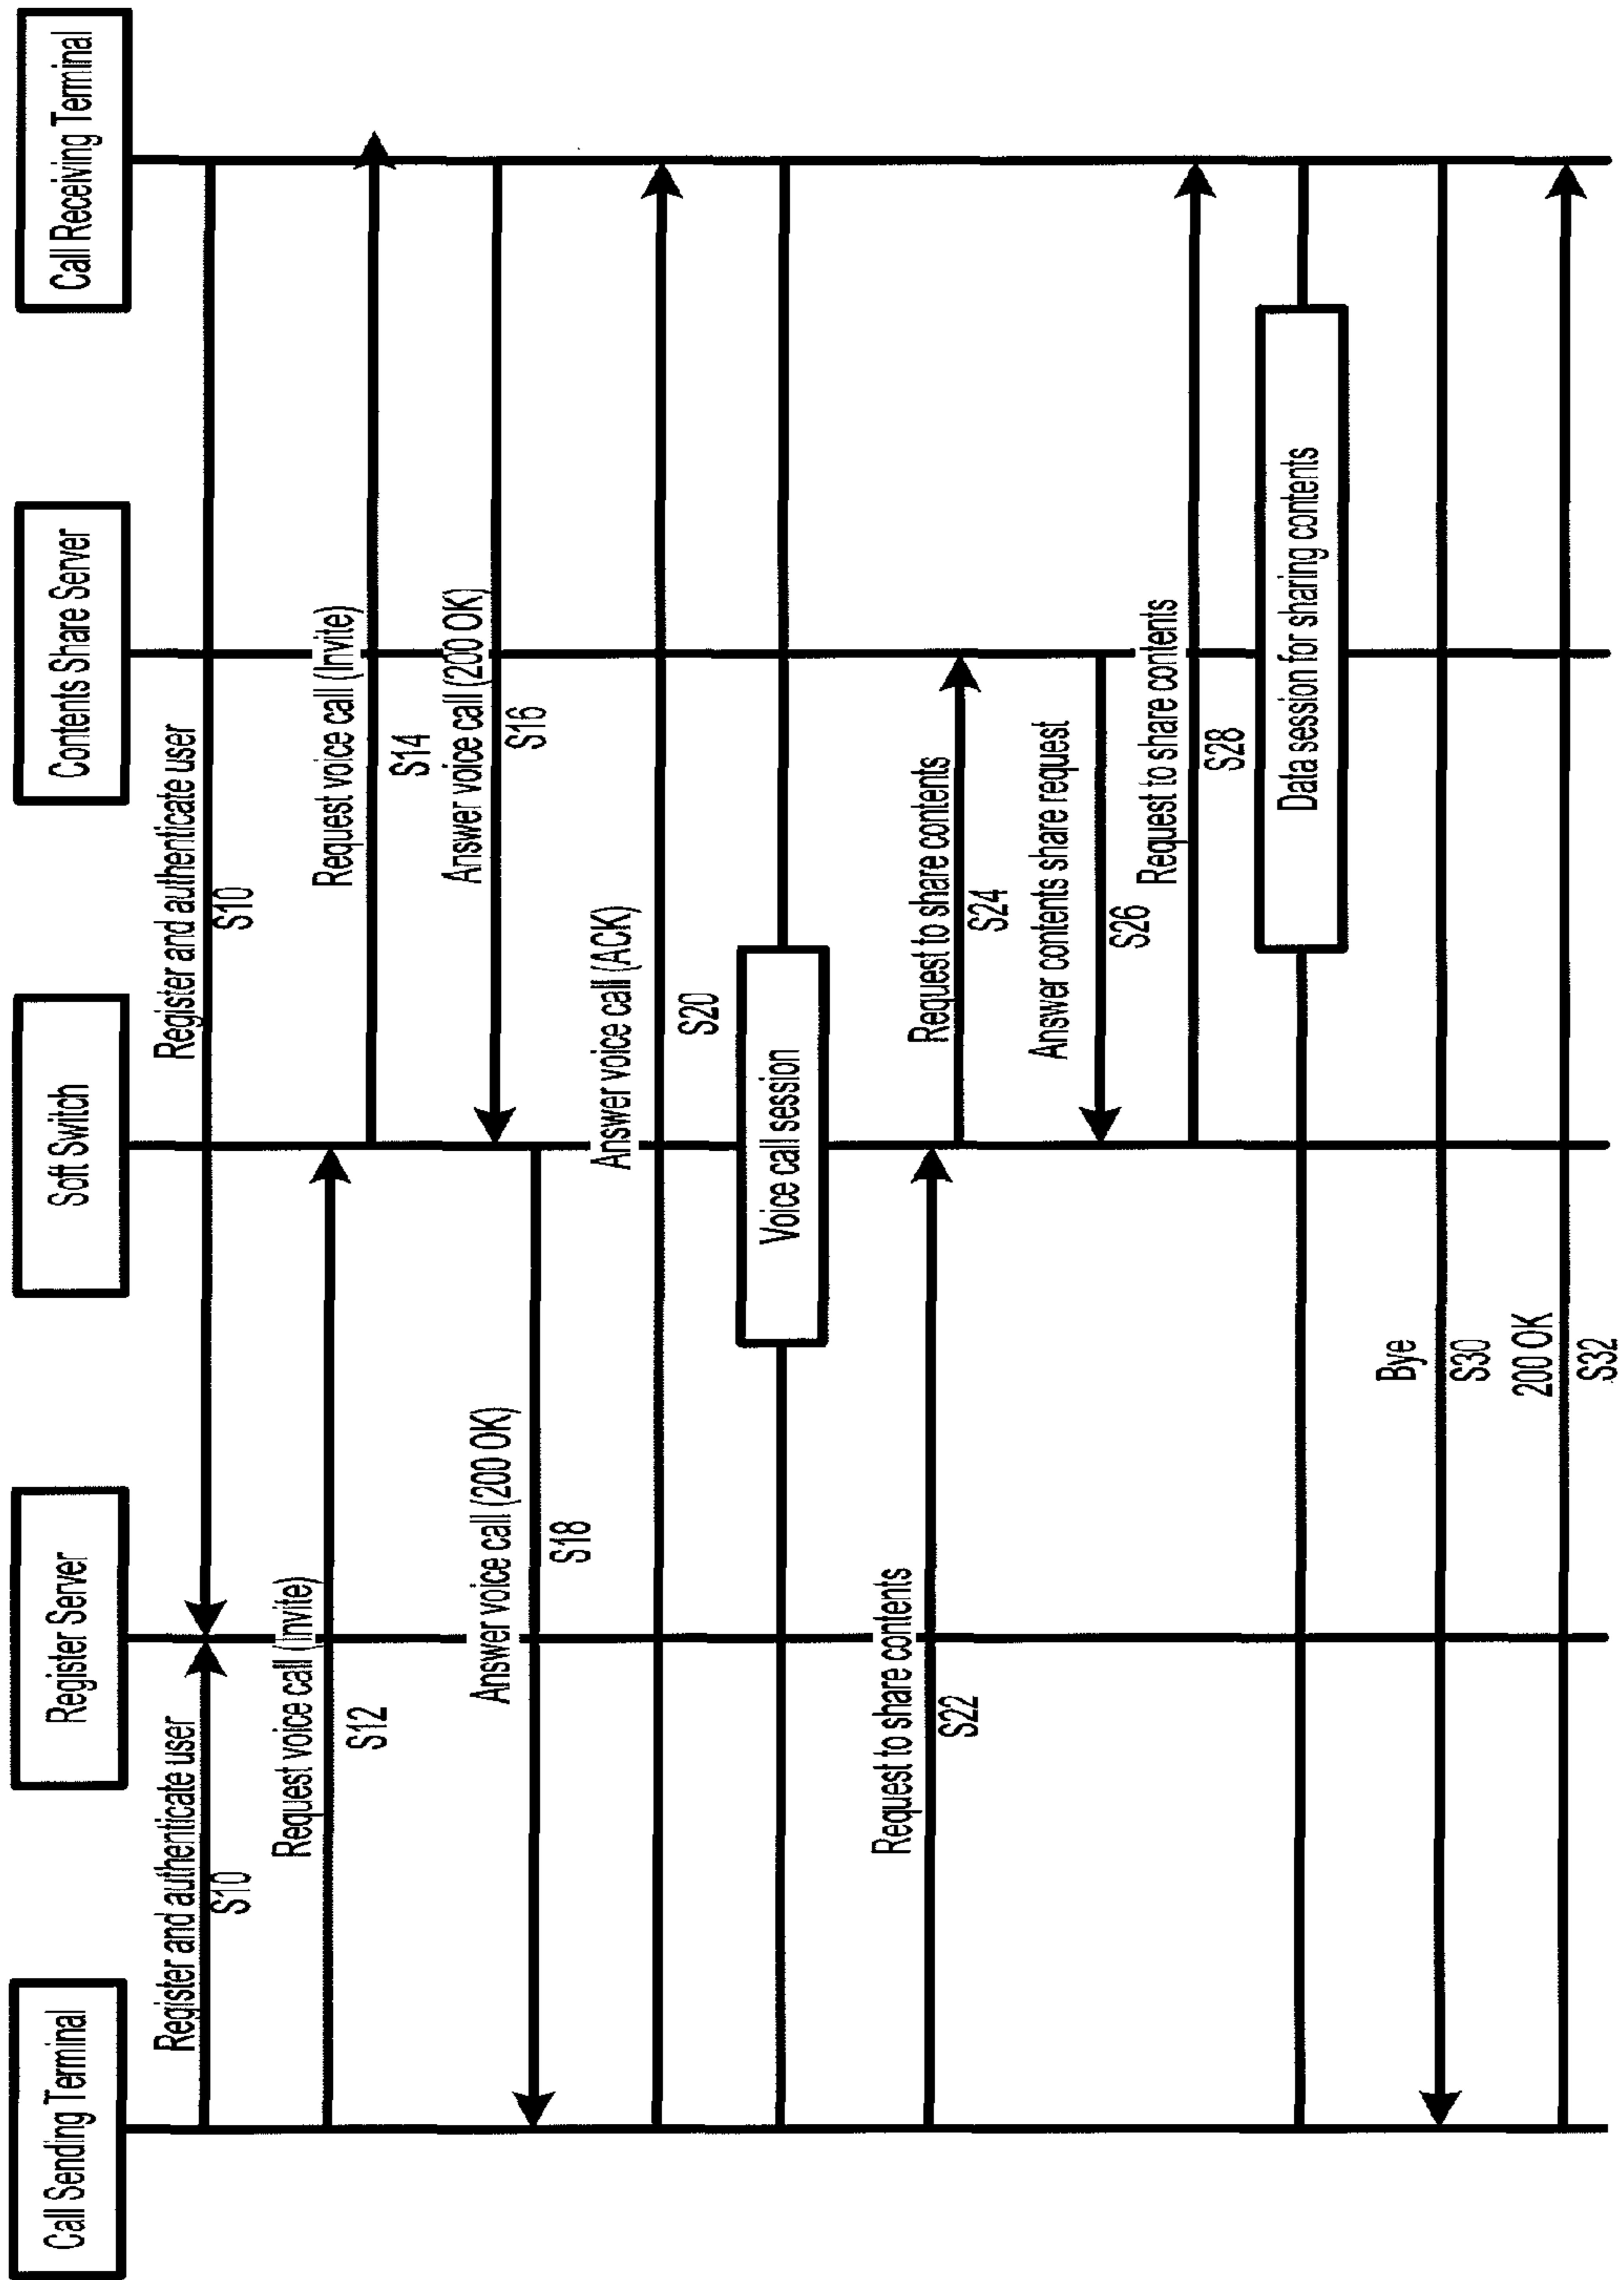 Call Sending Terminal
Register Server
Soft Switch
Contents Share Server
Call Receiving Terminal
Register and authenticate user
S10
Register and authenticate user
S10
Request voice call (Invite)
S12
Request voice call (Invite)
S14
Answer voice call (200 OK)
S16
Answer voice call (200 OK)
S18
Answer voice call (ACK)
S20
Voice call session
Request to share contents
S22
Request to share contents
S24
Answer contents share request
S26
Request to share contents
S28
Data session for sharing contents
Bye
S30
200 OK
S32